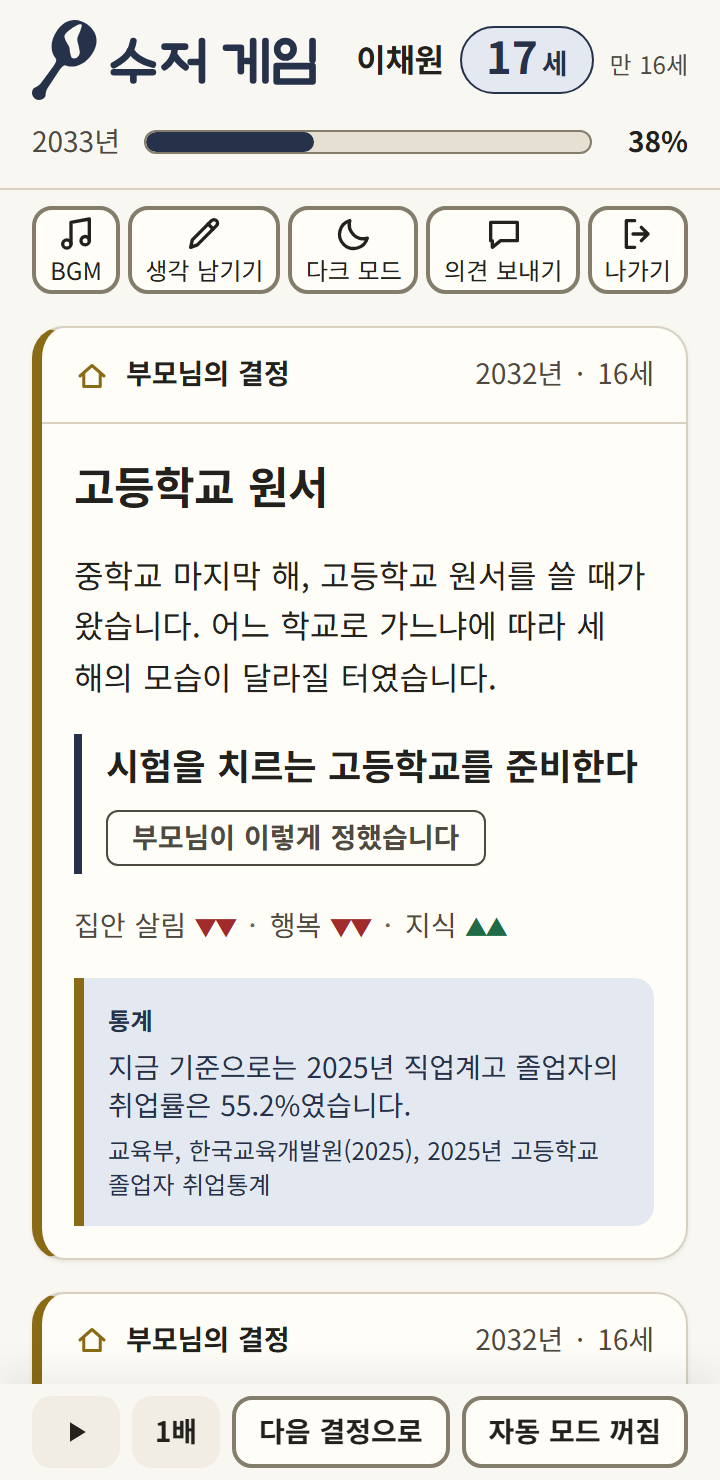 수저 게임
이채원
17세
만 16세
2033년
38%
BGM
생각 남기기
다크 모드
의견 보내기
나가기
부모님의 결정
2032년 · 16세
고등학교 원서
중학교 마지막 해, 고등학교 원서를 쓸 때가
왔습니다. 어느 학교로 가느냐에 따라 세
해의 모습이 달라질 터였습니다.
시험을 치르는 고등학교를 준비한다
부모님이 이렇게 정했습니다
집안 살림 ▼▼ · 행복 ▼▼ · 지식 ▲▲
통계
지금 기준으로는 2025년 직업계고 졸업자의
취업률은 55.2%였습니다.
교육부, 한국교육개발원(2025), 2025년 고등학교
졸업자 취업통계
부모님의 결정
2032년 · 16세
1배
다음 결정으로
자동 모드 꺼짐